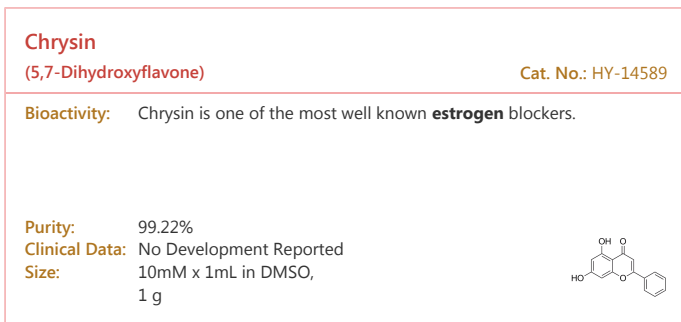 Chrysin
(5,7-Dihydroxyflavone) Cat. No.: HY-14589
Bioactivity: Chrysin is one of the most well known estrogen blockers.
Purity: 99.22%
Clinical Data: No Development Reported
Size: 10mM x 1mL in DMSO,
1 g
OH O
HO O